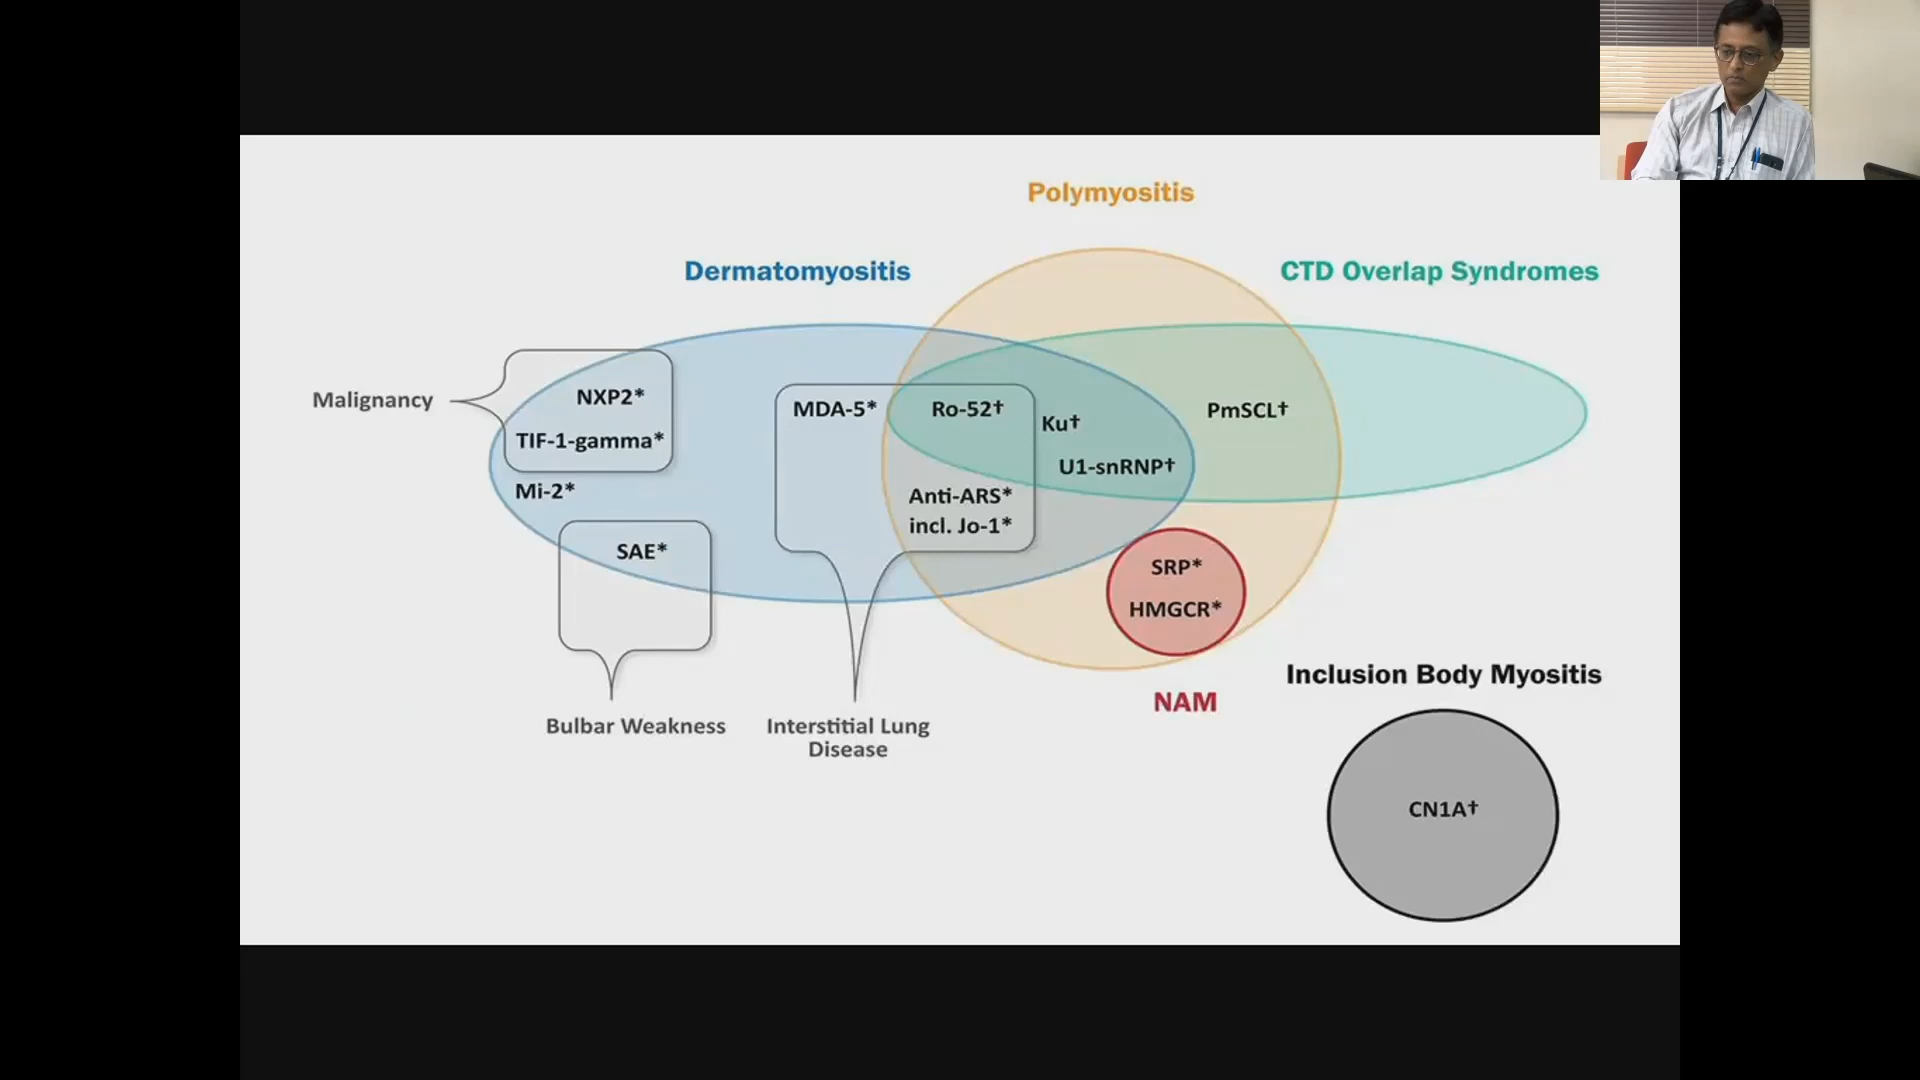 Polymyositis
Dermatomyositis
CTD Overlap Syndromes
Malignancy
NXP2*
TIF-1-gamma*
Mi-2*
SAE*
MDA-5*
Ro-52†
Ku†
U1-snRNP†
PmSCL†
Anti-ARS*
incl. Jo-1*
SRP*
HMGCR*
NAM
Bulbar Weakness
Interstitial Lung
Disease
Inclusion Body Myositis
CN1A†